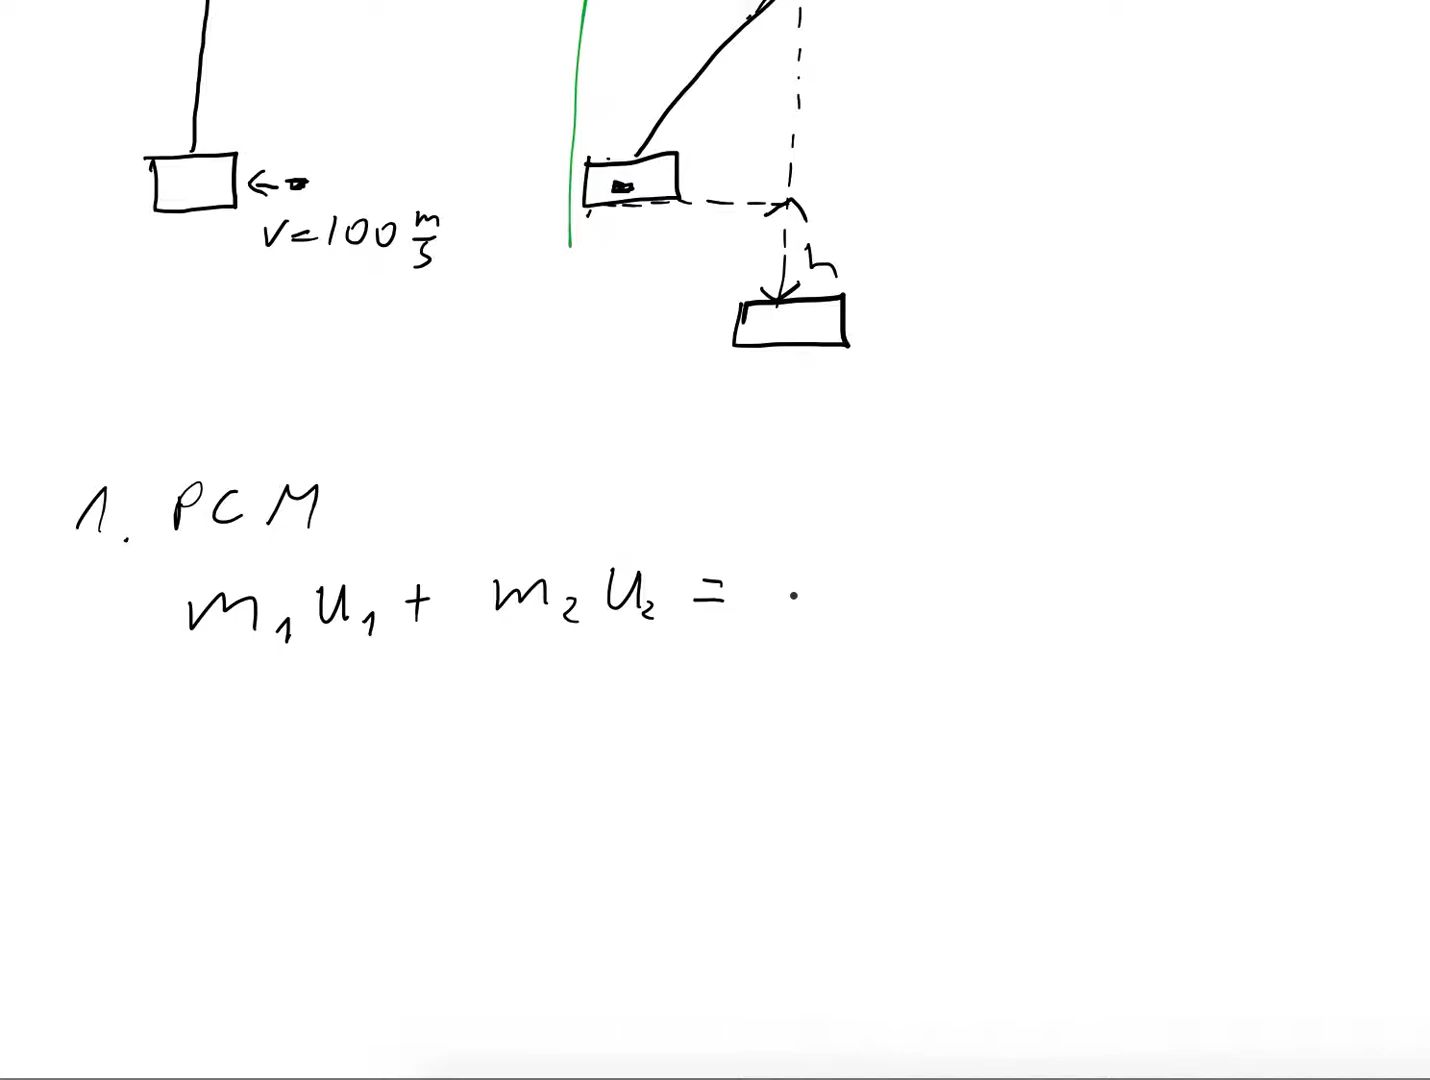 v=100 m/s
h
1. PCM
m₁u₁ + m₂u₂ = .